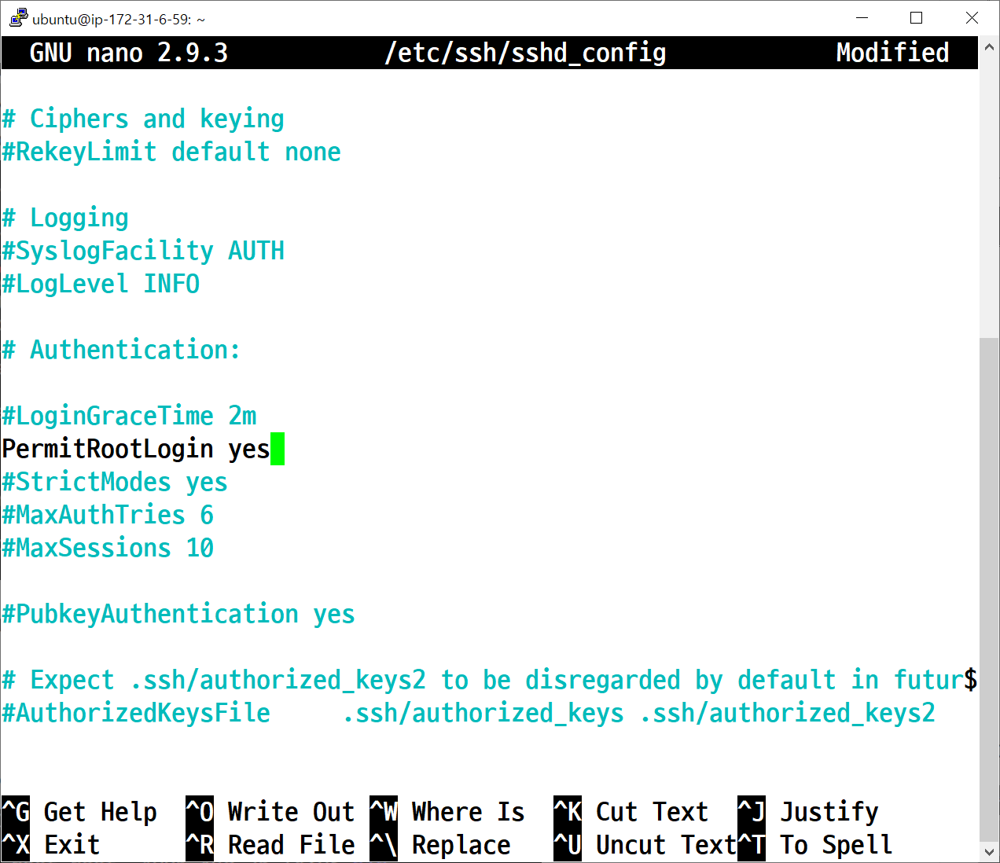 ubuntu@ip-172-31-6-59: ~
GNU nano 2.9.3 /etc/ssh/sshd_config Modified
# Ciphers and keying
#RekeyLimit default none
# Logging
#SyslogFacility AUTH
#LogLevel INFO
# Authentication:
#LoginGraceTime 2m
PermitRootLogin yes
#StrictModes yes
#MaxAuthTries 6
#MaxSessions 10
#PubkeyAuthentication yes
# Expect .ssh/authorized_keys2 to be disregarded by default in futur$
#AuthorizedKeysFile .ssh/authorized_keys .ssh/authorized_keys2
^G Get Help ^O Write Out ^W Where Is ^K Cut Text ^J Justify
^X Exit ^R Read File ^\ Replace ^U Uncut Text^T To Spell